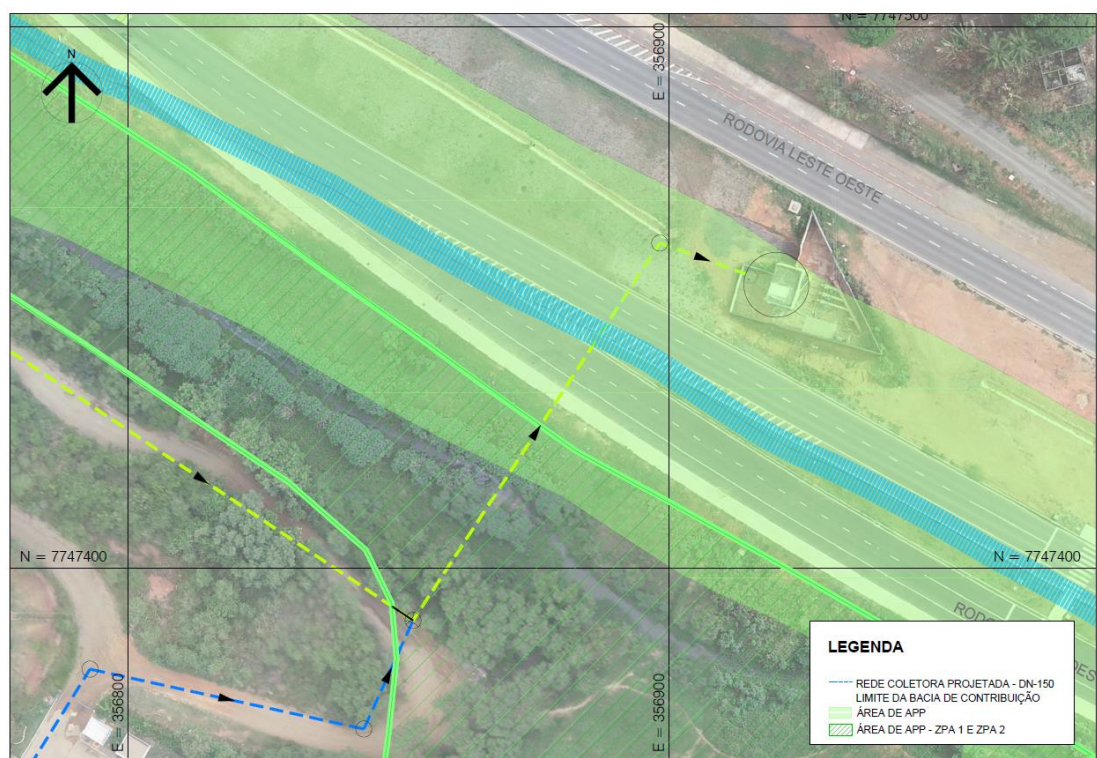 N = 7747500
N
E = 356900
RODOVIA LESTE OESTE
N = 7747400
N = 7747400
E = 356800
E = 356900
LEGENDA
REDE COLETORA PROJETADA - DN-150
LIMITE DA BACIA DE CONTRIBUIÇÃO
ÁREA DE APP
ÁREA DE APP - ZPA 1 E ZPA 2